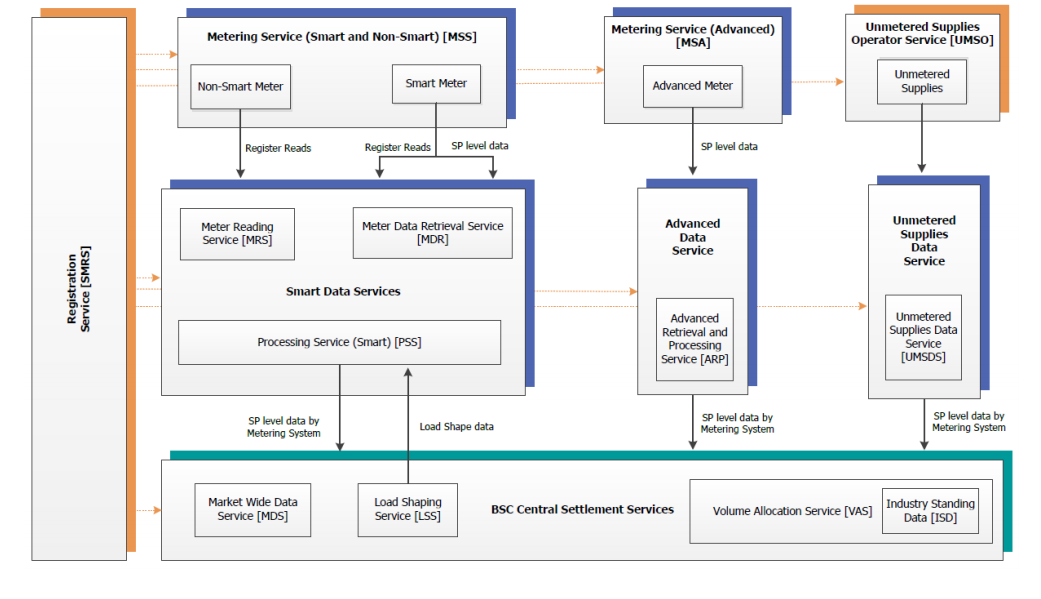 Registration
Service [SMRS]
Metering Service (Smart and Non-Smart) [MSS]
Non-Smart Meter
Smart Meter
Metering Service (Advanced)
[MSA]
Advanced Meter
Unmetered Supplies
Operator Service [UMSO]
Unmetered
Supplies
Register Reads
Register Reads
SP level data
SP level data
Meter Reading
Service [MRS]
Meter Data Retrieval Service
[MDR]
Smart Data Services
Processing Service (Smart) [PSS]
Advanced
Data
Service
Advanced
Retrieval and
Processing
Service [ARP]
Unmetered
Supplies
Data
Service
Unmetered
Supplies Data
Service
[UMSDS]
SP level data by
Metering System
Load Shape data
SP level data by
Metering System
SP level data by
Metering System
Market Wide Data
Service [MDS]
Load Shaping
Service [LSS]
BSC Central Settlement Services
Volume Allocation Service [VAS]
Industry Standing
Data [ISD]